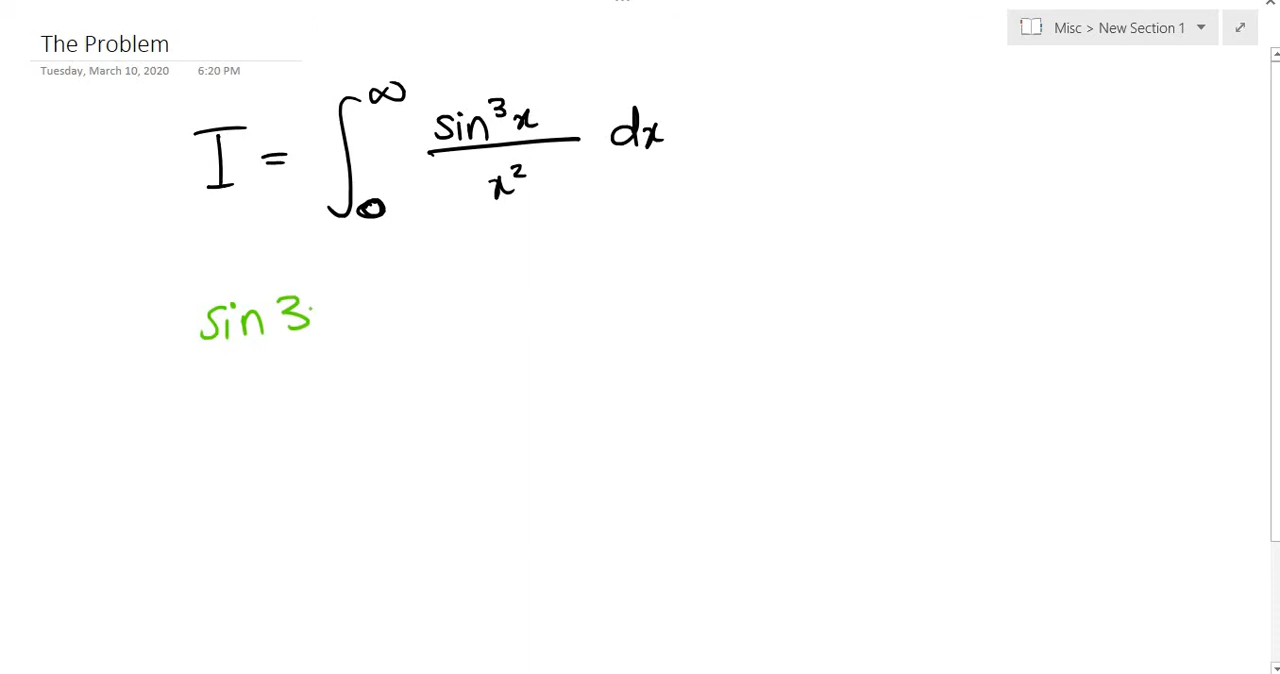 Misc > New Section 1
The Problem
Tuesday, March 10, 2020 6:20 PM
I = ∫₀^∞ sin³x / x² dx
sin 3